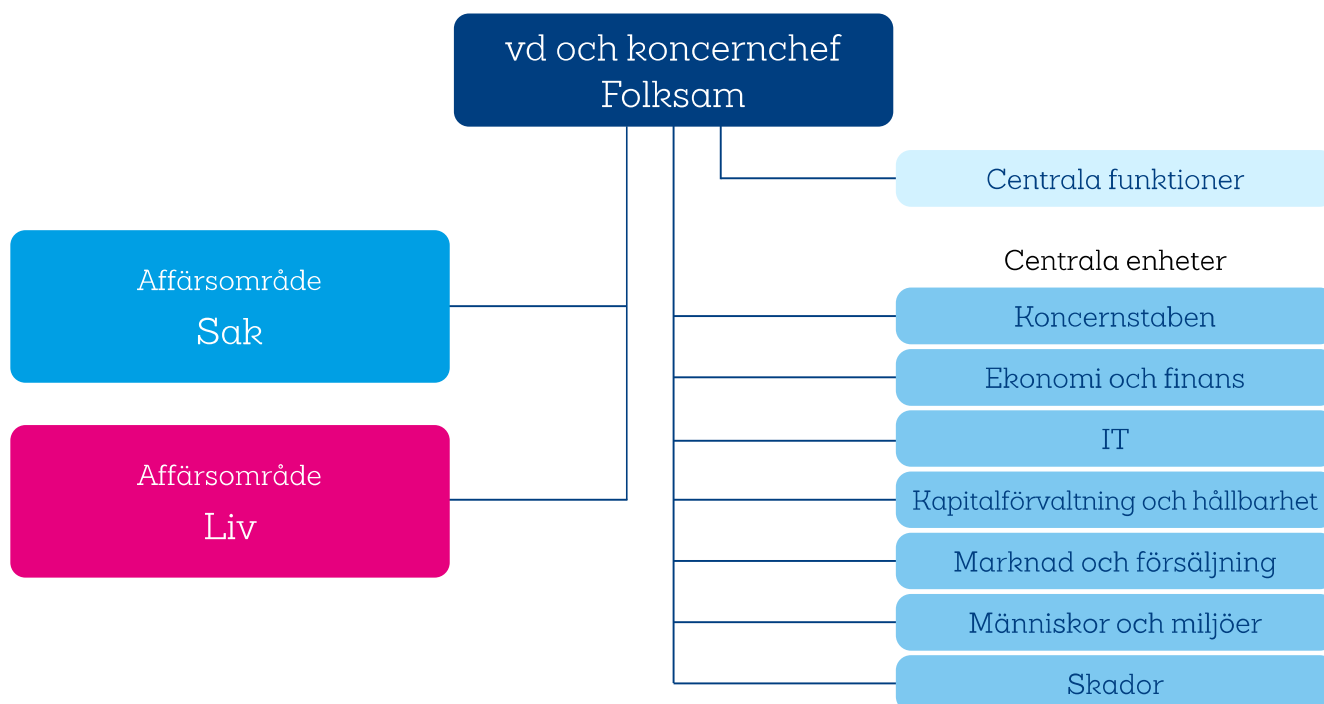 vd och koncernchef
Folksam
Centrala funktioner
Affärsområde
Sak
Affärsområde
Liv
Centrala enheter
Koncernstaben
Ekonomi och finans
IT
Kapitalförvaltning och hållbarhet
Marknad och försäljning
Människor och miljöer
Skador